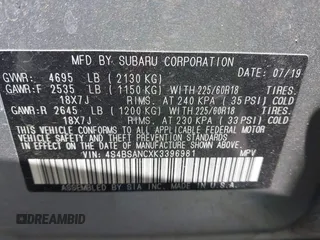 MFD BY SUBARU CORPORATION
GVWR: 4695 LB (2130 KG) DATE: 07/19
GAWR:F 2535 LB (1150 KG) WITH 225/60R18 TIRES.
18X7J RIMS. AT 240 KPA (35 PSI) COLD
GAWR:R 2645 LB (1200 KG) WITH 225/60R18 TIRES.
18X7J RIMS. AT 230 KPA (33 PSI) COLD
THIS VEHICLE CONFORMS TO ALL APPLICABLE
FEDERAL MOTOR VEHICLE SAFETY STANDARDS
IN EFFECT ON THE DATE OF MANUFACTURE SHOWN ABOVE.
VIN: 4S4BSANCXK3396981 MPV
ASSEMBLED BY SIA, INC. MADE IN U.S.A.
DREAMBID